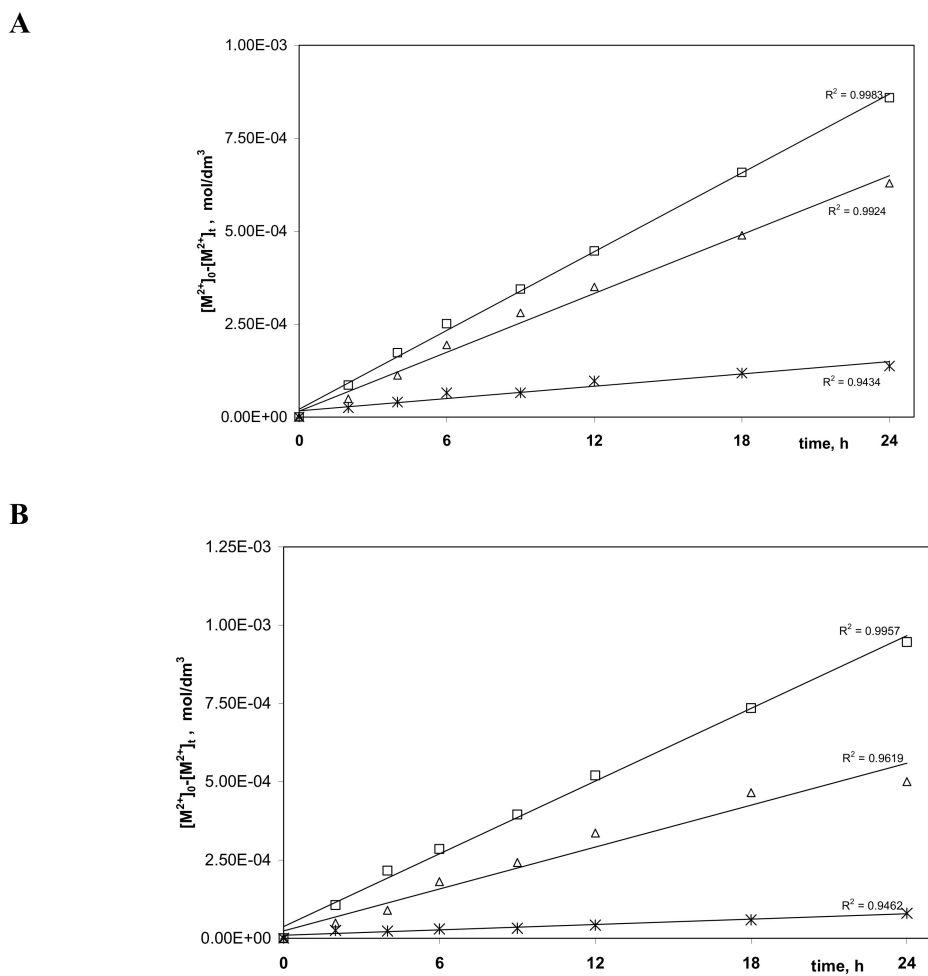 A
1.00E-03
7.50E-04
5.00E-04
2.50E-04
0.00E+00
[M²⁺]₀-[M²⁺]ₜ , mol/dm³
R² = 0.9983
R² = 0.9924
R² = 0.9434
0 6 12 18 24
time, h
B
1.25E-03
1.00E-03
7.50E-04
5.00E-04
2.50E-04
0.00E+00
[M²⁺]₀-[M²⁺]ₜ , mol/dm³
R² = 0.9957
R² = 0.9619
R² = 0.9462
0 6 12 18 24
time, h